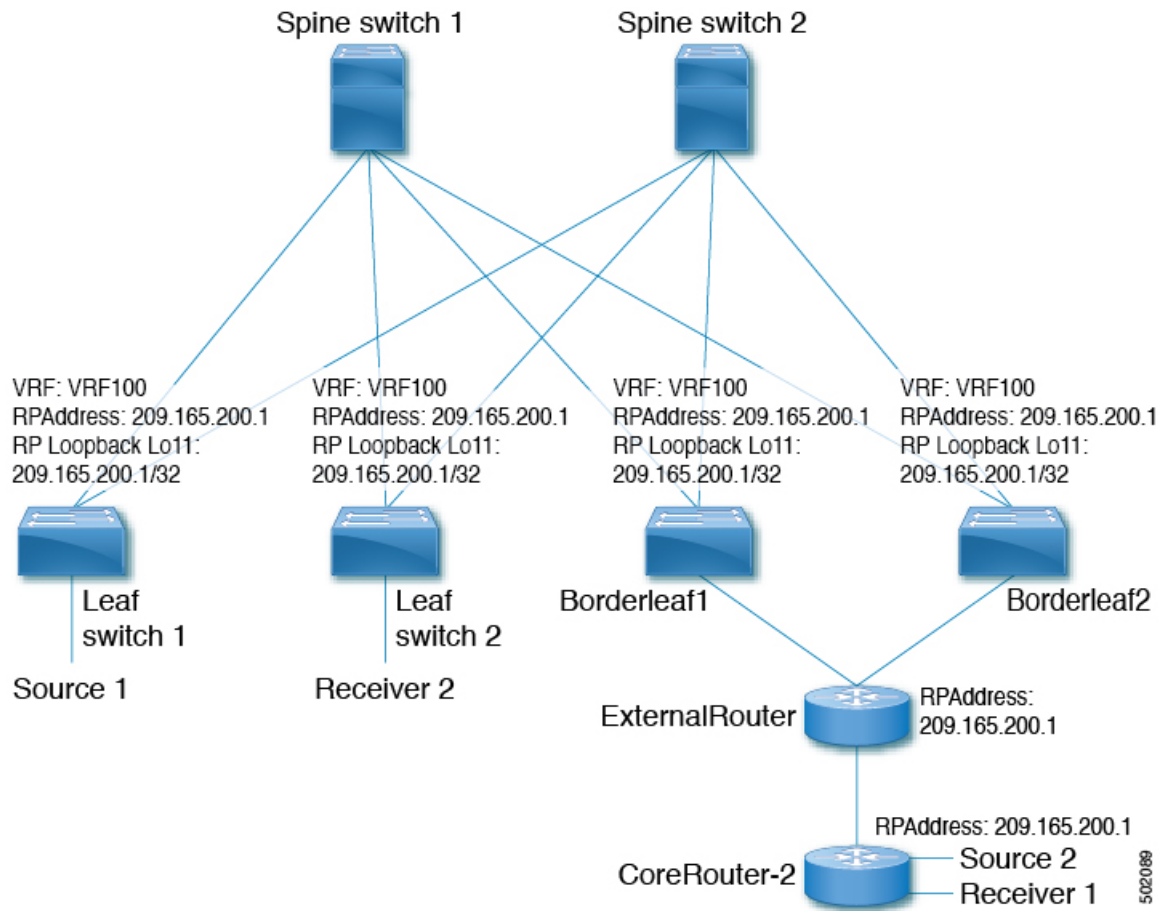 Spine switch 1
Spine switch 2
VRF: VRF100
RPAddress: 209.165.200.1
RP Loopback Lo11:
209.165.200.1/32
VRF: VRF100
RPAddress: 209.165.200.1
RP Loopback Lo11:
209.165.200.1/32
VRF: VRF100
RPAddress: 209.165.200.1
RP Loopback Lo11:
209.165.200.1/32
VRF: VRF100
RPAddress: 209.165.200.1
RP Loopback Lo11:
209.165.200.1/32
Leaf
switch 1
Leaf
switch 2
Borderleaf1
Borderleaf2
Source 1
Receiver 2
ExternalRouter
RPAddress:
209.165.200.1
RPAddress: 209.165.200.1
CoreRouter-2
Source 2
Receiver 1
502089